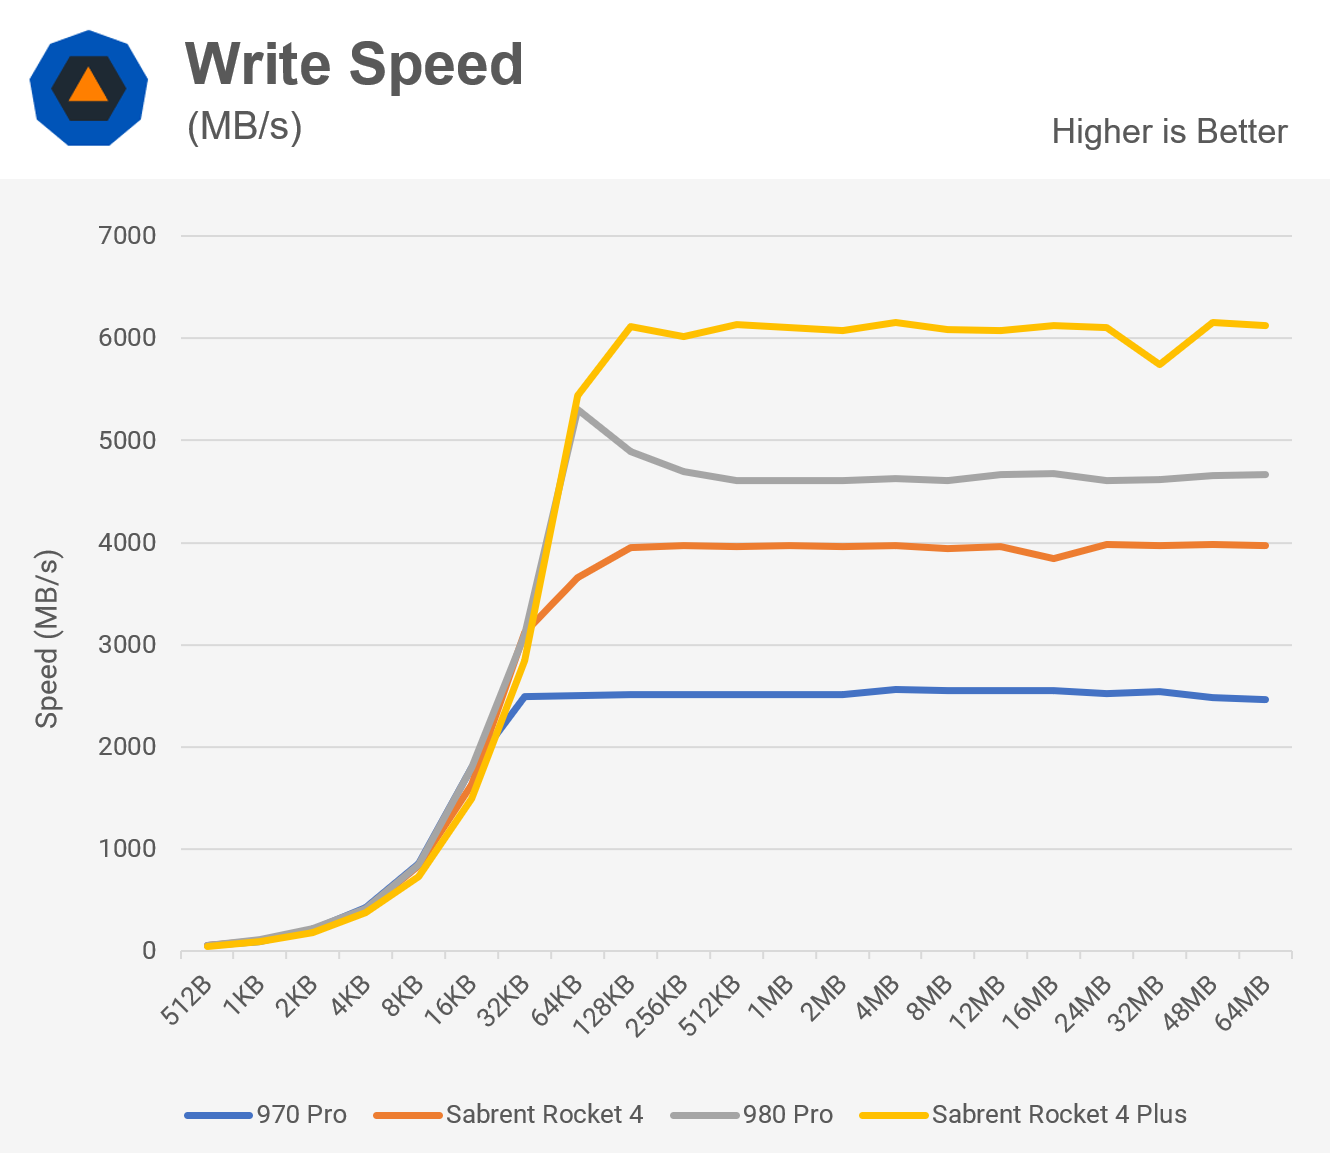 Write Speed
(MB/s)
Higher is Better
7000
6000
5000
4000
3000
2000
1000
0
Speed (MB/s)
512B 1KB 2KB 4KB 8KB 16KB 32KB 64KB 128KB 256KB 512KB 1MB 2MB 4MB 8MB 12MB 16MB 24MB 32MB 48MB 64MB
970 Pro Sabrent Rocket 4 980 Pro Sabrent Rocket 4 Plus